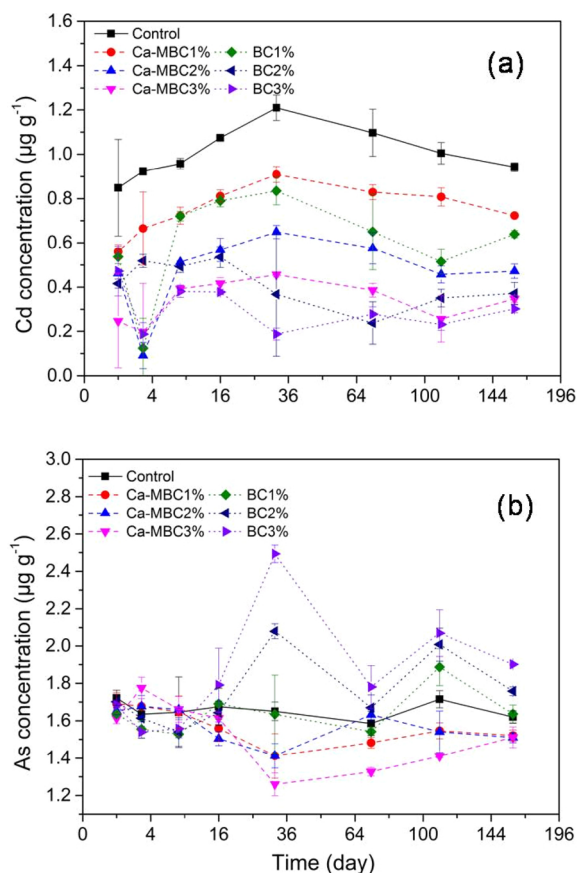 (a)
Control
Ca-MBC1% BC1%
Ca-MBC2% BC2%
Ca-MBC3% BC3%
Cd concentration (µg g⁻¹)
1.6
1.4
1.2
1.0
0.8
0.6
0.4
0.2
0.0
0 4 16 36 64 100 144 196
(b)
Control
Ca-MBC1% BC1%
Ca-MBC2% BC2%
Ca-MBC3% BC3%
As concentration (µg g⁻¹)
3.0
2.8
2.6
2.4
2.2
2.0
1.8
1.6
1.4
1.2
0 4 16 36 64 100 144 196
Time (day)